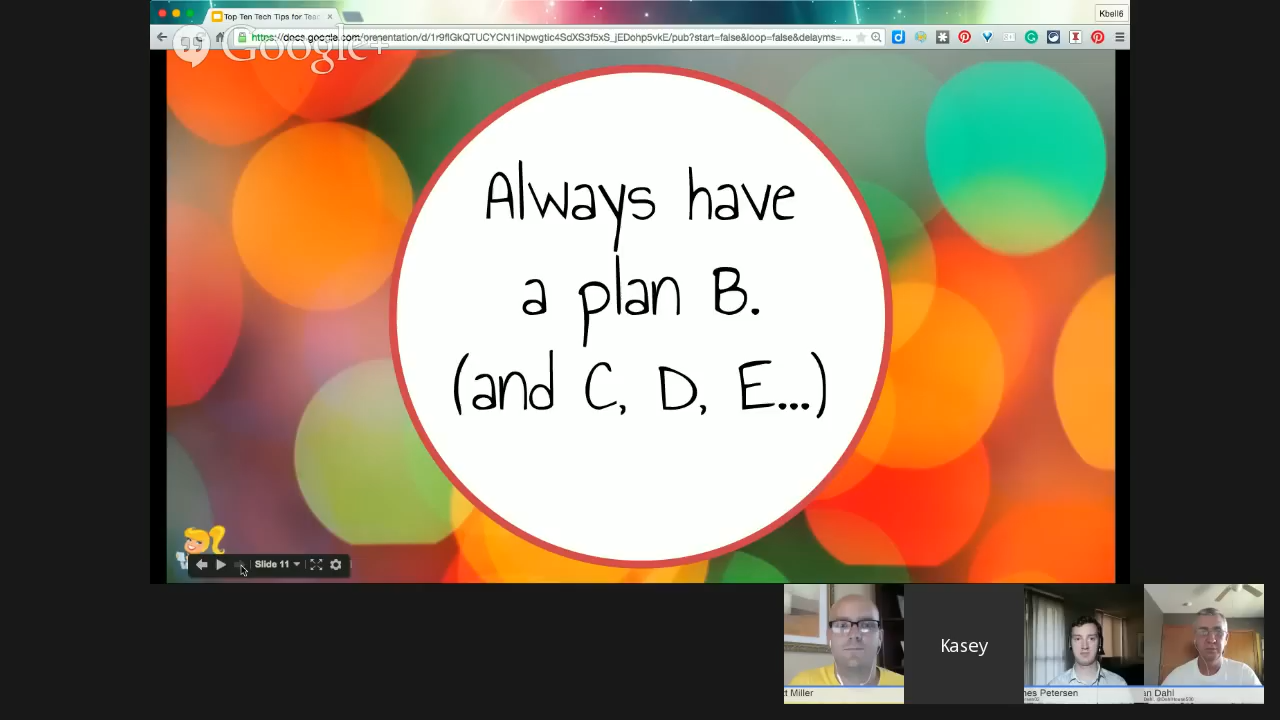 Top Ten Tech Tips for Teac
Kbell6
Google+
Always have
a plan B.
(and C, D, E...)
Slide 11
Kasey
t Miller
nes Petersen
an Dahl